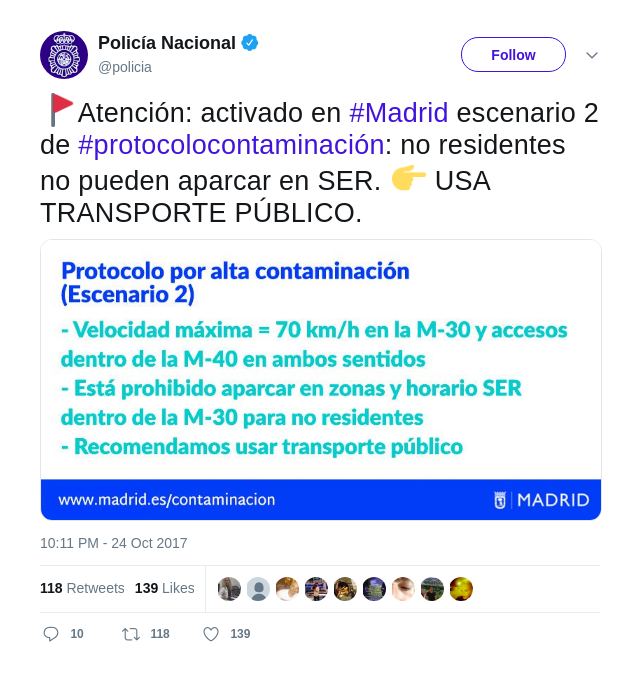 Policía Nacional
@policia
Follow
Atención: activado en #Madrid escenario 2
de #protocolocontaminación: no residentes
no pueden aparcar en SER. 👉 USA
TRANSPORTE PÚBLICO.
Protocolo por alta contaminación
(Escenario 2)
- Velocidad máxima = 70 km/h en la M-30 y accesos
dentro de la M-40 en ambos sentidos
- Está prohibido aparcar en zonas y horario SER
dentro de la M-30 para no residentes
- Recomendamos usar transporte público
www.madrid.es/contaminacion
MADRID
10:11 PM - 24 Oct 2017
118 Retweets 139 Likes
10 118 139